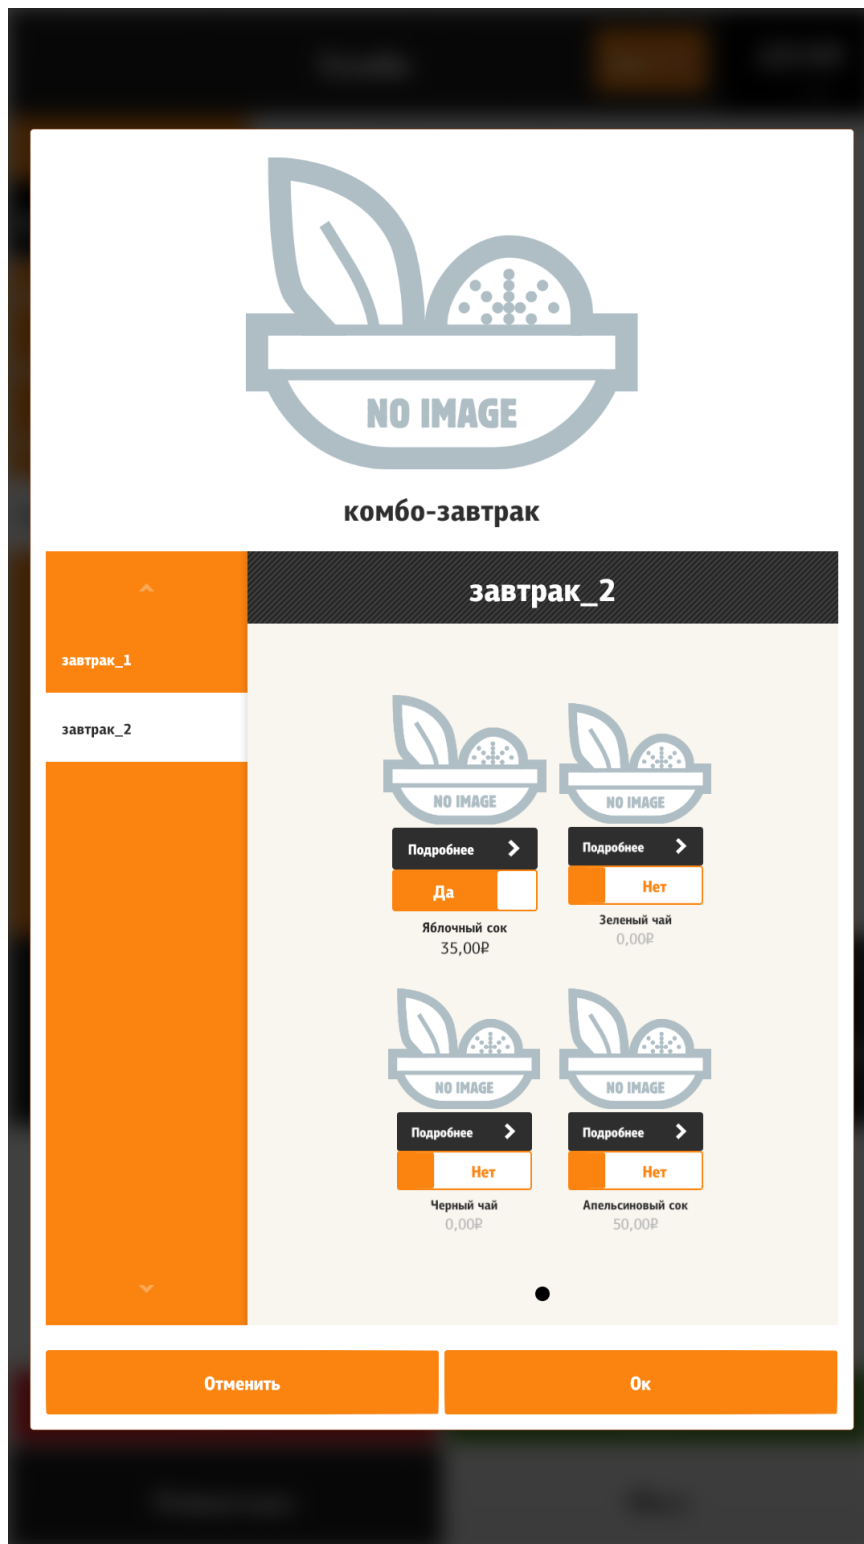 NO IMAGE
комбо-завтрак
завтрак_2
завтрак_1
завтрак_2
NO IMAGE
NO IMAGE
Подробнее
Подробнее
Да
Нет
Яблочный сок
Зеленый чай
35,00₽
0,00₽
NO IMAGE
NO IMAGE
Подробнее
Подробнее
Нет
Нет
Черный чай
Апельсиновый сок
0,00₽
50,00₽
Отменить
Ок